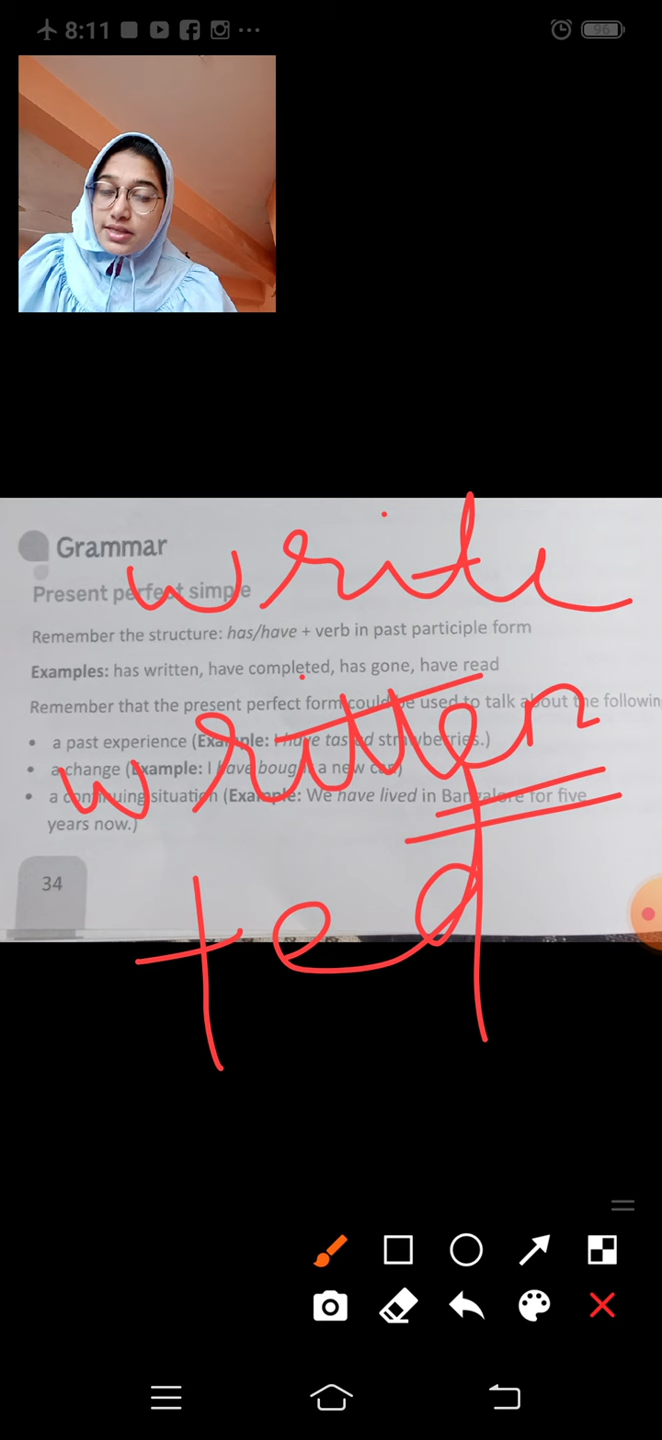 8:11
96
Grammar
Present perfect simple
Remember the structure: has/have + verb in past participle form
Examples: has written, have completed, has gone, have read
Remember that the present perfect form could be used to talk about the followin
• a past experience (Example: I have tasted strawberries.)
• a change (Example: I have bought a new car)
• a continuing situation (Example: We have lived in Bangalore for five
years now.)
34
write
written
ted